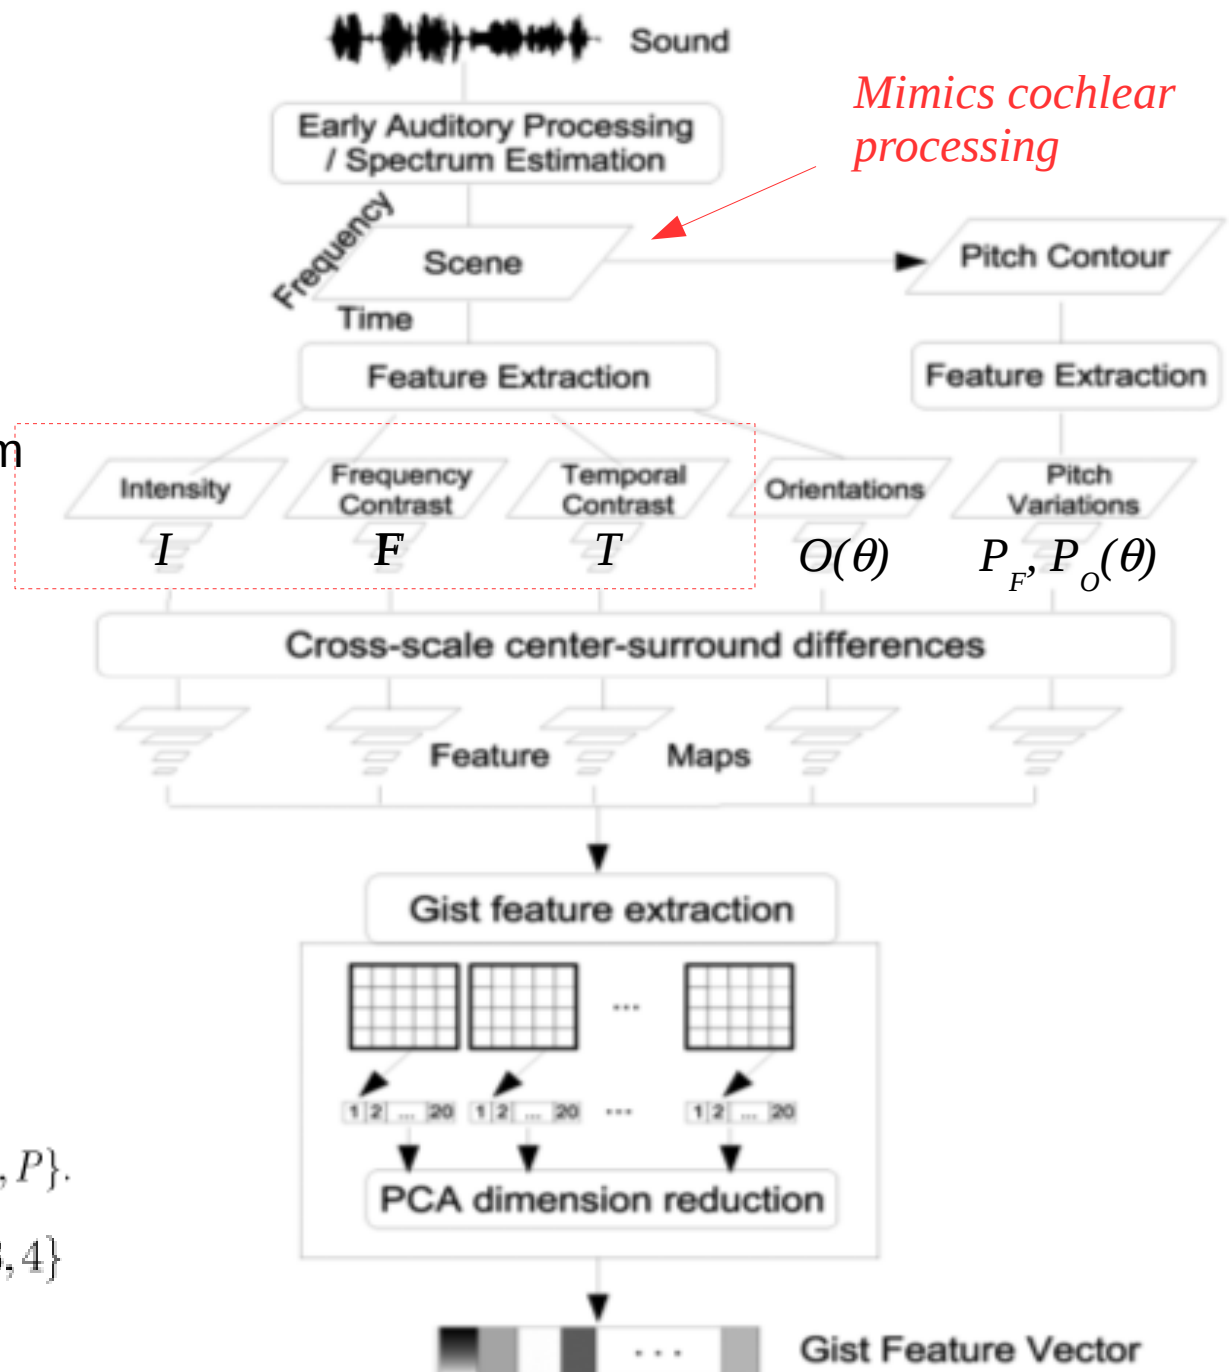 Sound
Mimics cochlear
processing
Early Auditory Processing
/ Spectrum Estimation
Frequency
Scene
Pitch Contour
Time
Feature Extraction
Feature Extraction
m
Intensity
Frequency
Contrast
Temporal
Contrast
Orientations
Pitch
Variations
I
F
T
O(θ)
P_F, P_O(θ)
Cross-scale center-surround differences
Feature Maps
Gist feature extraction
...
1 2 ... 20
1 2 ... 20
...
1 2 ... 20
, P}.
PCA dimension reduction
, 4}
...
Gist Feature Vector